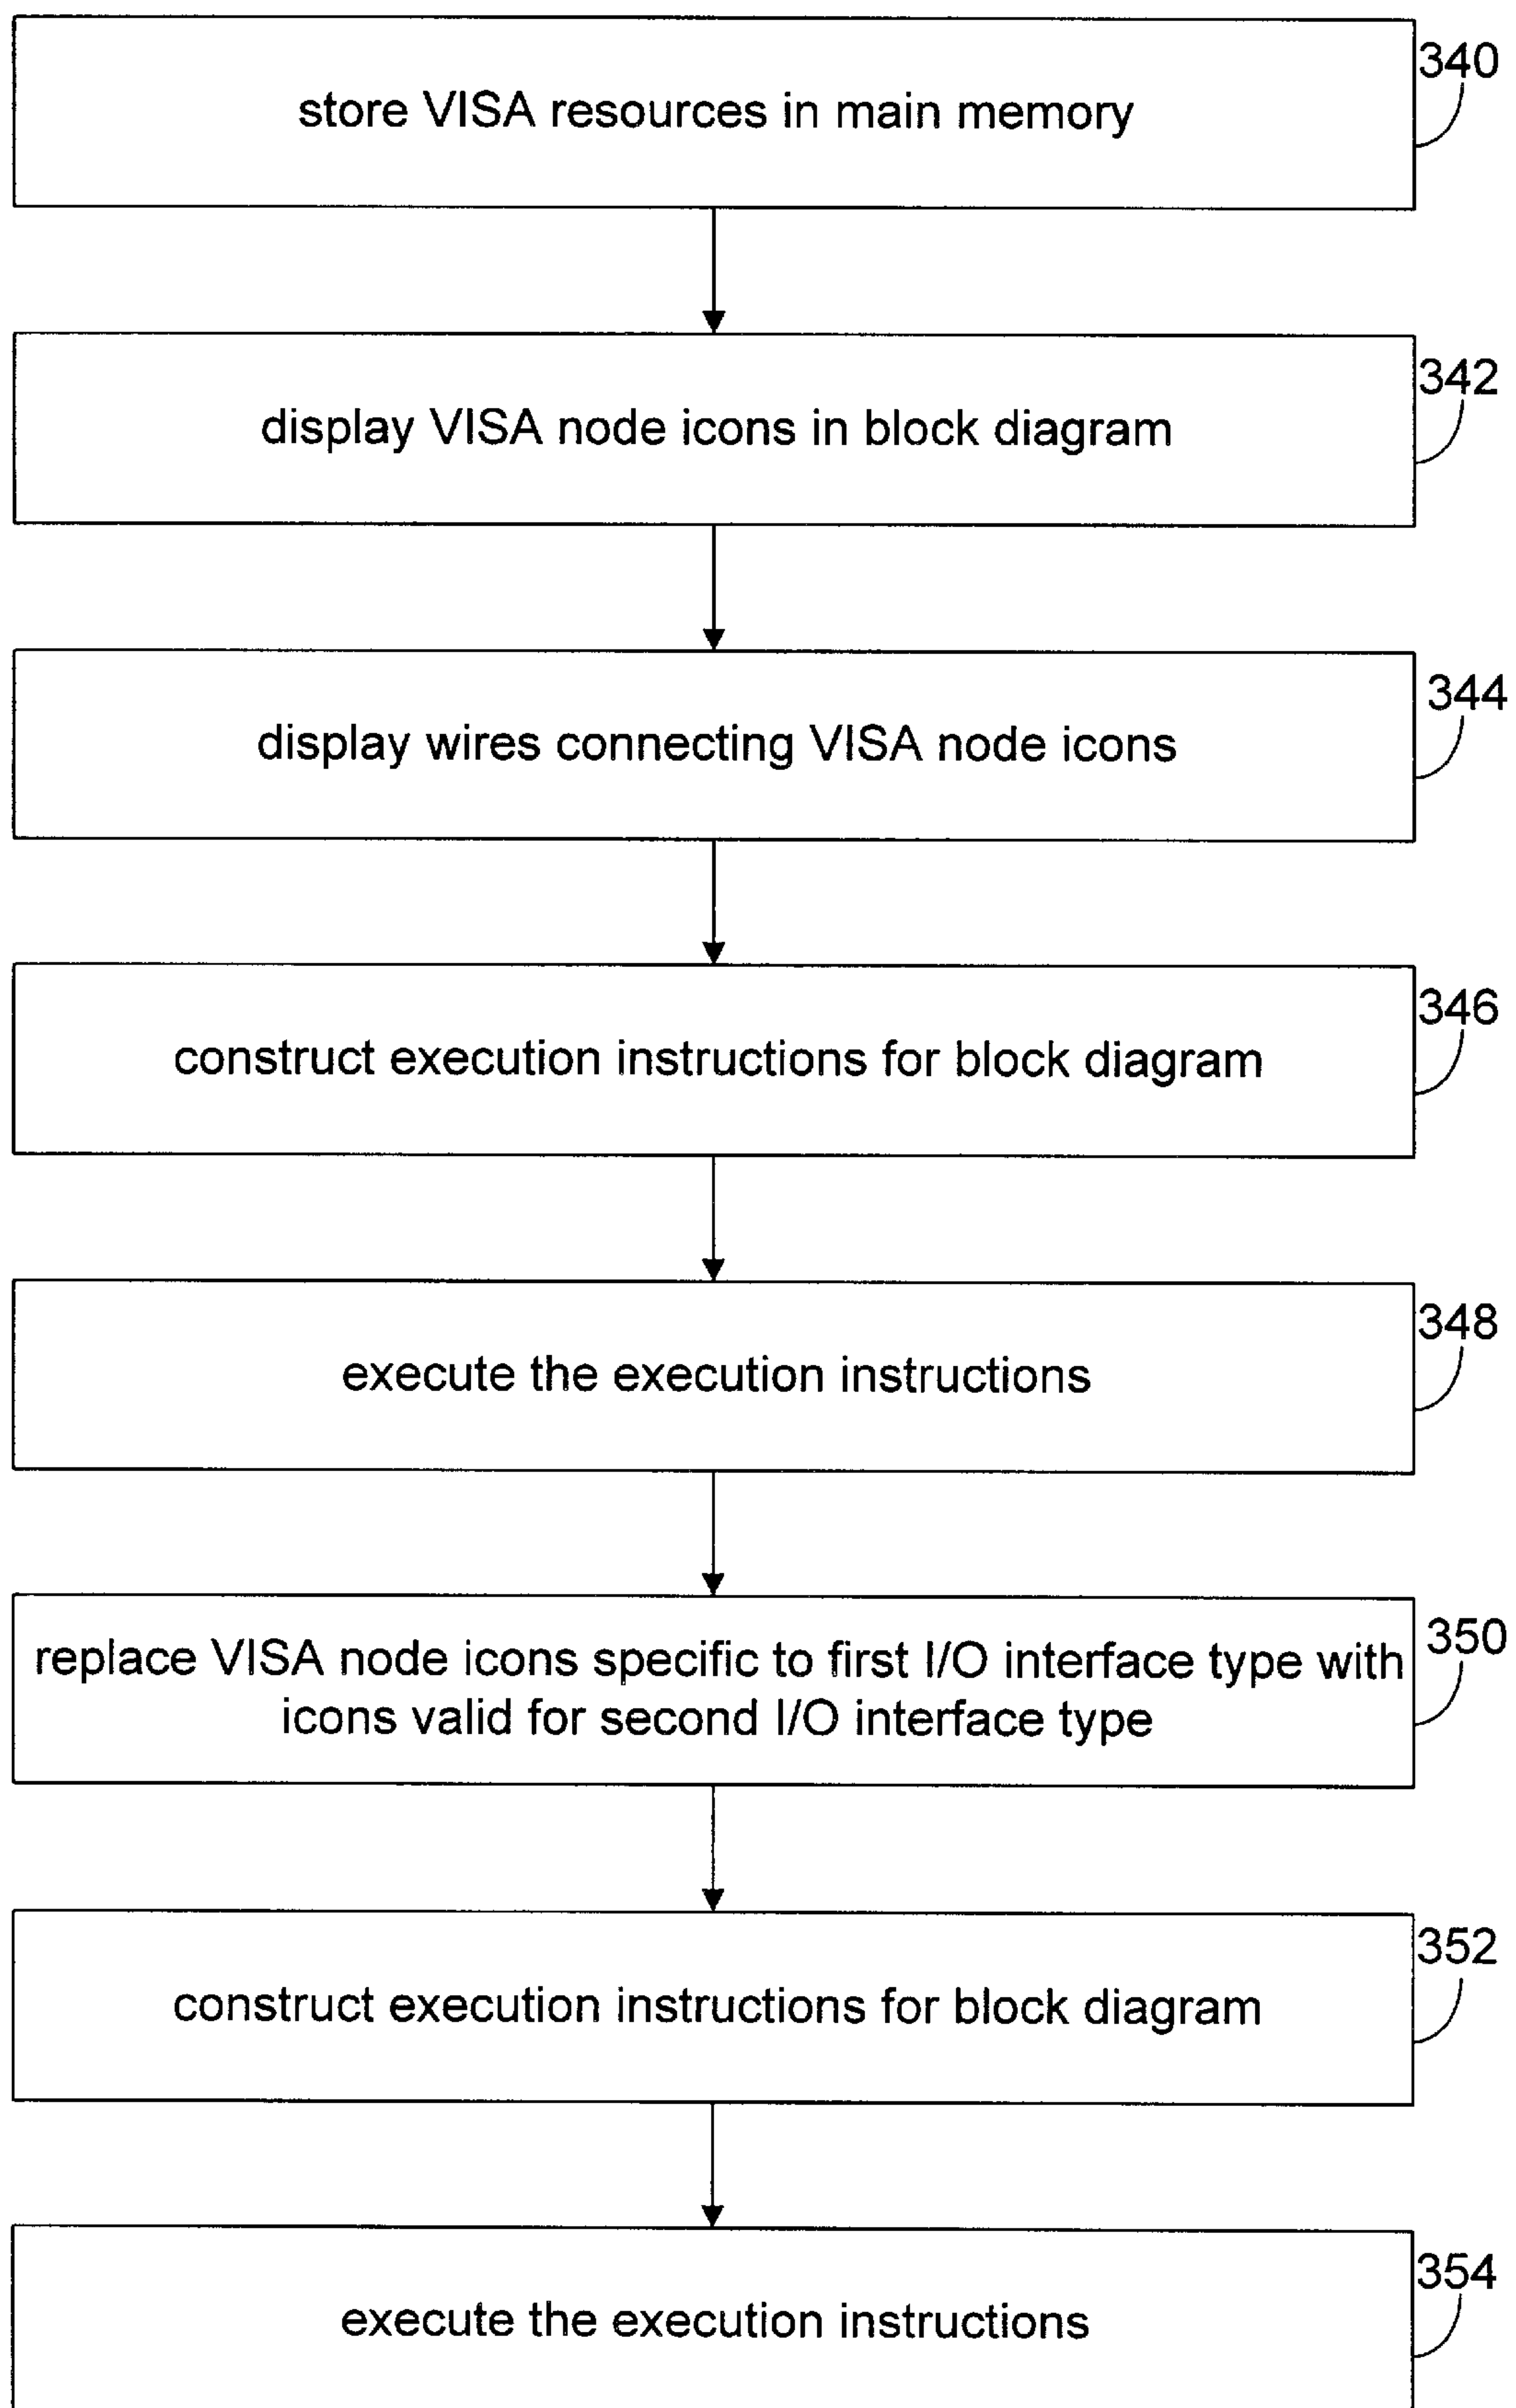 340
store VISA resources in main memory
342
display VISA node icons in block diagram
344
display wires connecting VISA node icons
346
construct execution instructions for block diagram
348
execute the execution instructions
350
replace VISA node icons specific to first I/O interface type with
icons valid for second I/O interface type
352
construct execution instructions for block diagram
354
execute the execution instructions